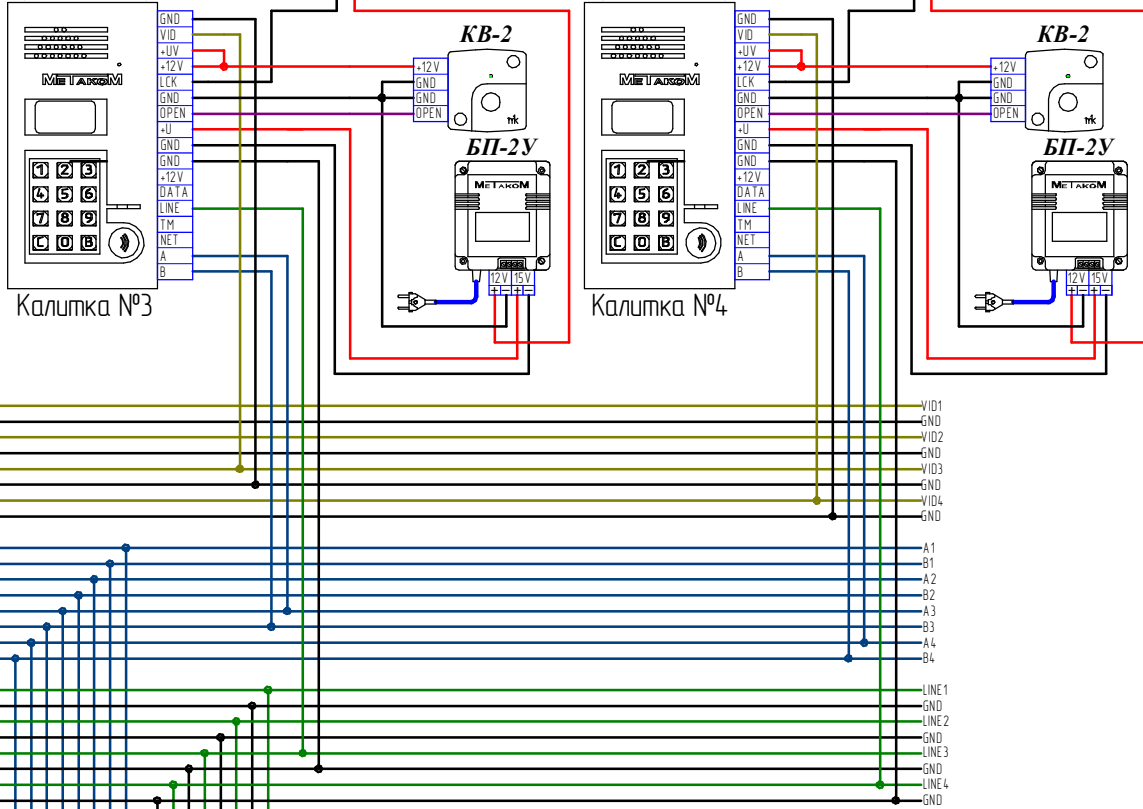 КВ-2
КВ-2
GND
VID
+UV
+12V
LCK
GND
OPEN
+U
GND
GND
+12V
DATA
LINE
TM
NET
A
B
МЕТАКОМ
1 2 3
4 5 6
7 8 9
C 0 B
Калитка №3
+12V
GND
GND
OPEN
mk
БП-2У
МЕТАКОМ
12V 15V
+ − + −
GND
VID
+UV
+12V
LCK
GND
OPEN
+U
GND
GND
+12V
DATA
LINE
TM
NET
A
B
МЕТАКОМ
1 2 3
4 5 6
7 8 9
C 0 B
Калитка №4
+12V
GND
GND
OPEN
mk
БП-2У
МЕТАКОМ
12V 15V
+ − + −
VID1
GND
VID2
GND
VID3
GND
VID4
GND
A1
B1
A2
B2
A3
B3
A4
B4
LINE1
GND
LINE2
GND
LINE3
GND
LINE4
GND